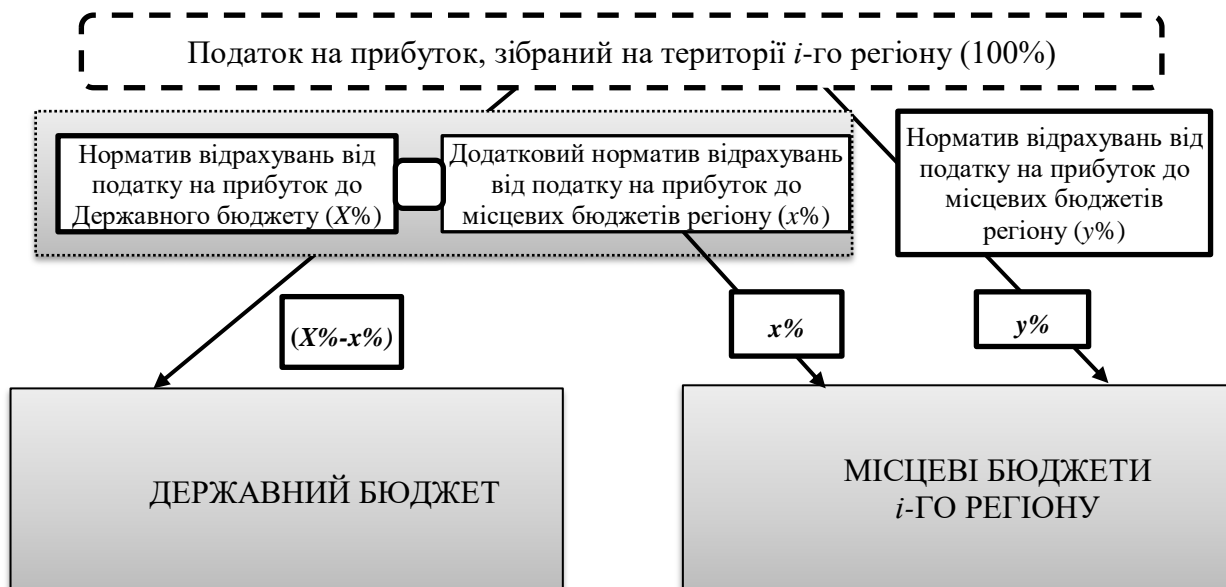 Податок на прибуток, зібраний на території i-го регіону (100%)
Норматив відрахувань від
податку на прибуток до
Державного бюджету (X%)
Додатковий норматив відрахувань
від податку на прибуток до
місцевих бюджетів регіону (x%)
Норматив відрахувань від
податку на прибуток до
місцевих бюджетів
регіону (y%)
(X%-x%)
x%
y%
ДЕРЖАВНИЙ БЮДЖЕТ
МІСЦЕВІ БЮДЖЕТИ
i-ГО РЕГІОНУ